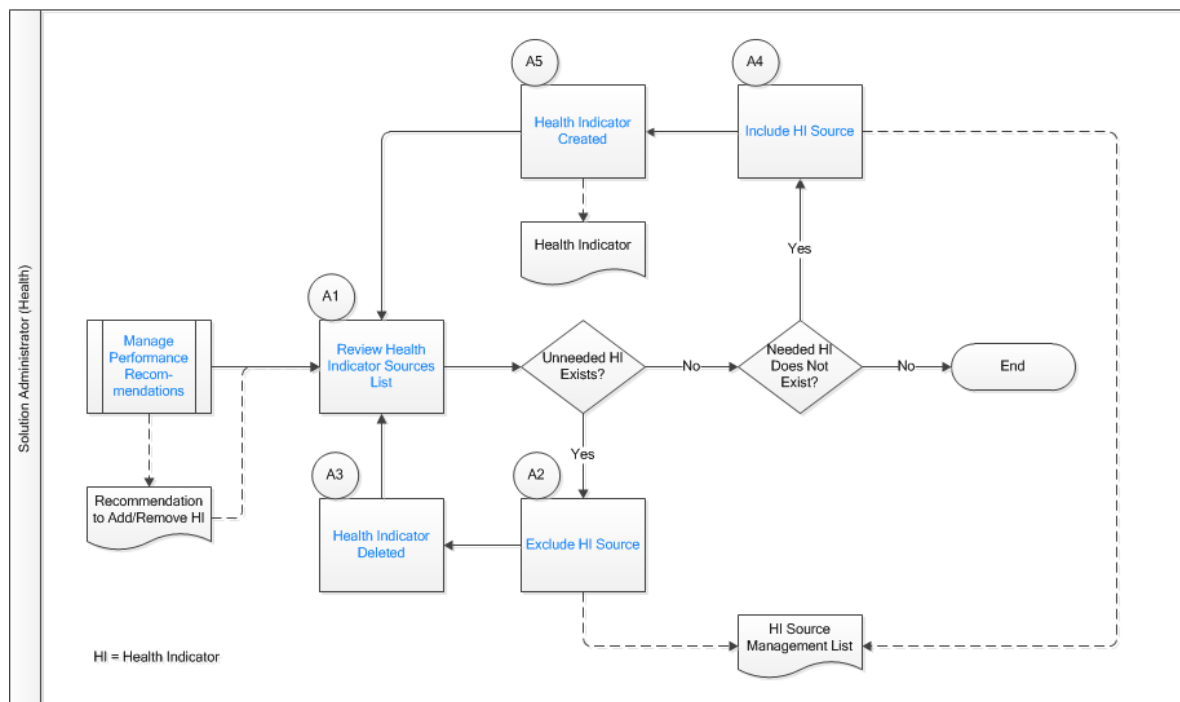 Solution Administrator (Health)
A5
Health Indicator
Created
A4
Include HI Source
Health Indicator
Yes
A1
Manage
Performance
Recom-
mendations
Review Health
Indicator Sources
List
Unneeded HI
Exists?
No
Needed HI
Does Not
Exist?
No
End
Yes
Recommendation
to Add/Remove HI
A3
Health Indicator
Deleted
A2
Exclude HI Source
HI Source
Management List
HI = Health Indicator